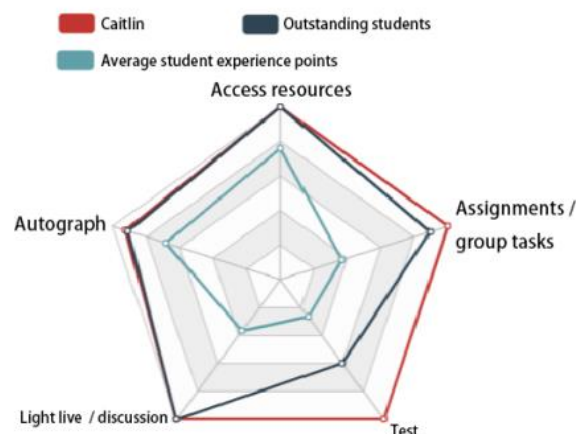 Caitlin
Outstanding students
Average student experience points
Access resources
Autograph
Assignments /
group tasks
Light live / discussion
Test